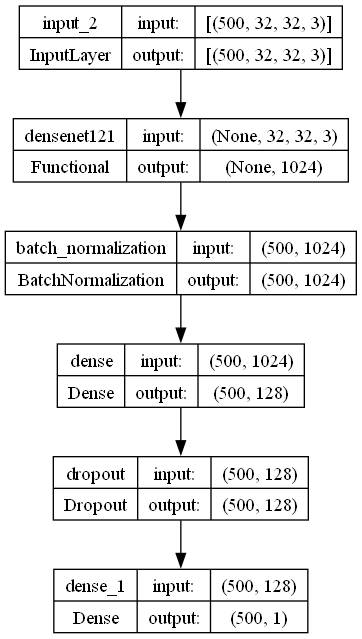 input_2 input: [(500, 32, 32, 3)]
InputLayer output: [(500, 32, 32, 3)]
densenet121 input: (None, 32, 32, 3)
Functional output: (None, 1024)
batch_normalization input: (500, 1024)
BatchNormalization output: (500, 1024)
dense input: (500, 1024)
Dense output: (500, 128)
dropout input: (500, 128)
Dropout output: (500, 128)
dense_1 input: (500, 128)
Dense output: (500, 1)